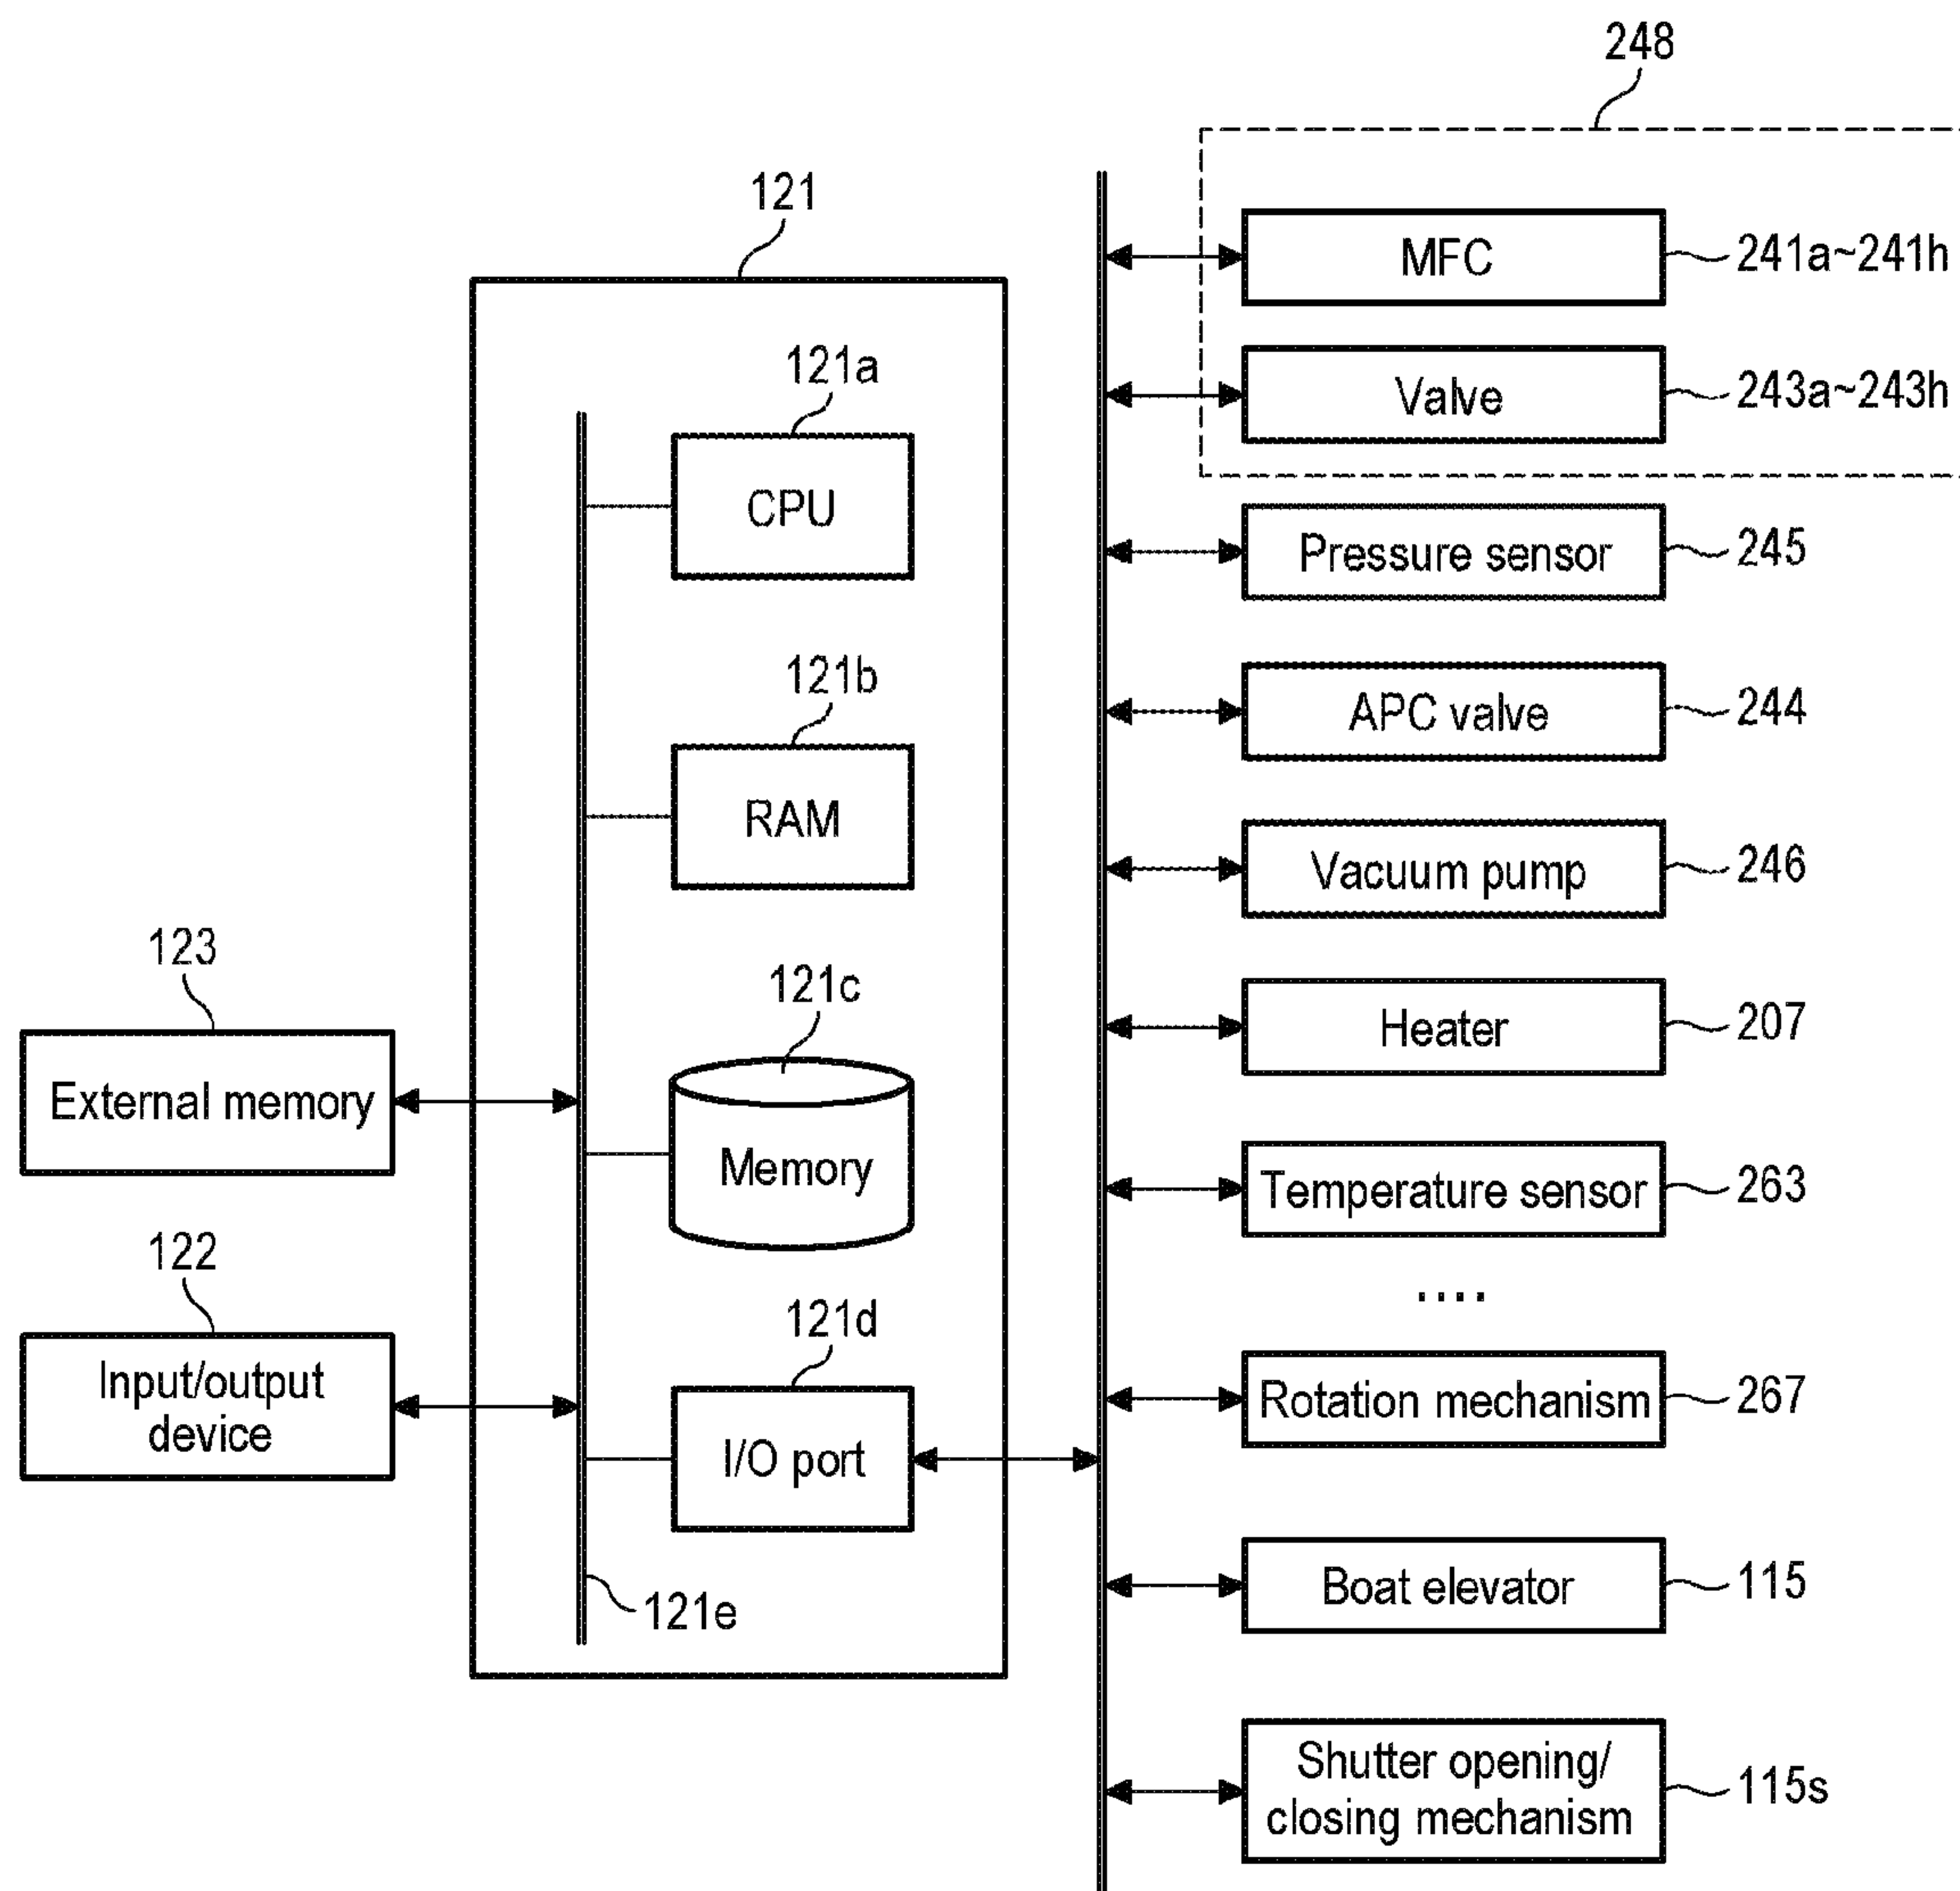 248
121
MFC
241a~241h
121a
Valve
243a~243h
CPU
Pressure sensor
245
121b
APC valve
244
RAM
Vacuum pump
246
123
121c
Heater
207
External memory
Memory
Temperature sensor
263
122
121d
....
Input/output
device
I/O port
Rotation mechanism
267
121e
Boat elevator
115
Shutter opening/
closing mechanism
115s